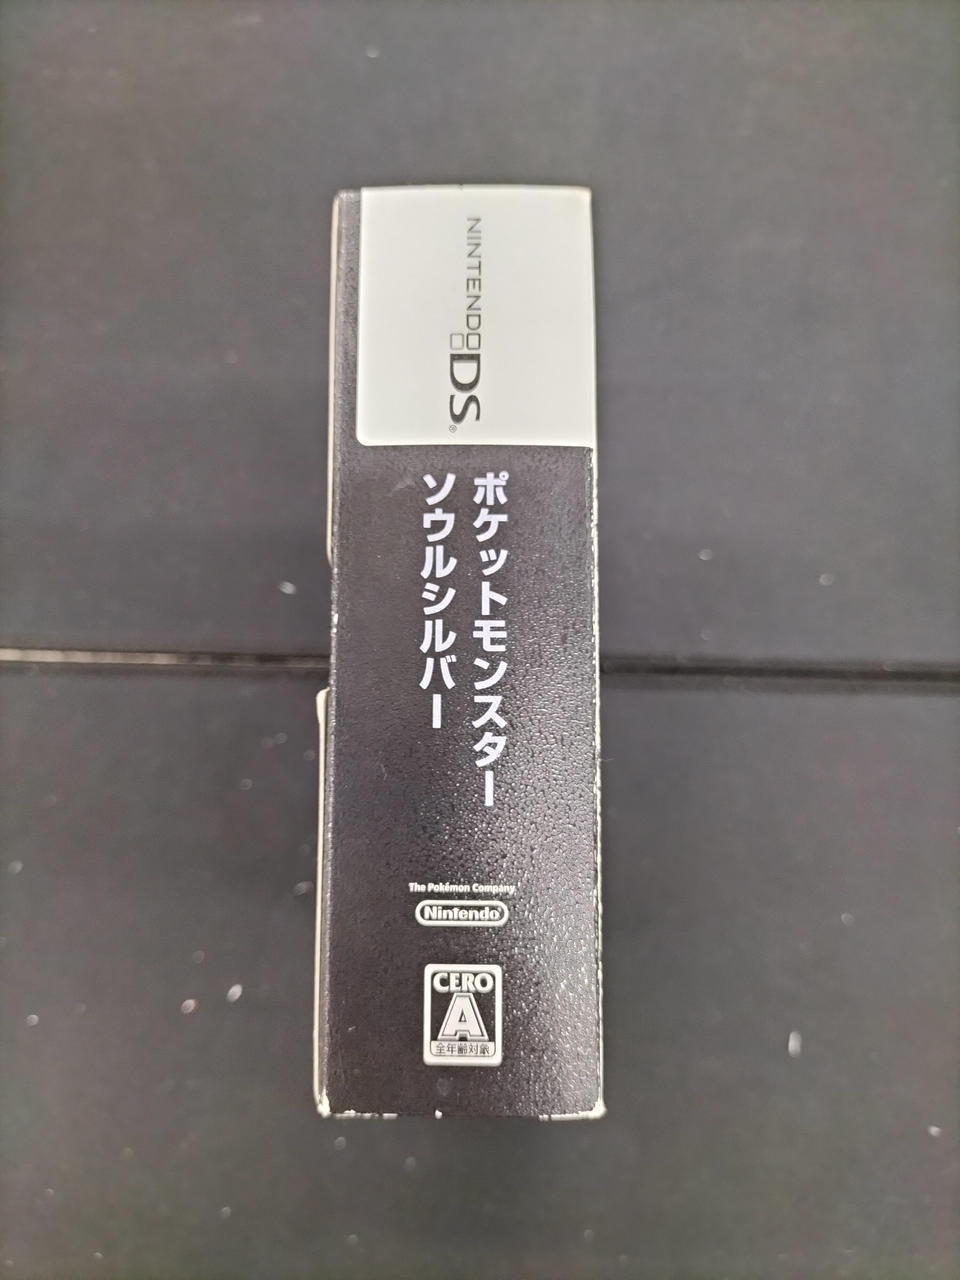 NINTENDO DS®
ポケットモンスター
ソウルシルバー
The Pokémon Company
Nintendo®
CERO
A
全年齢対象